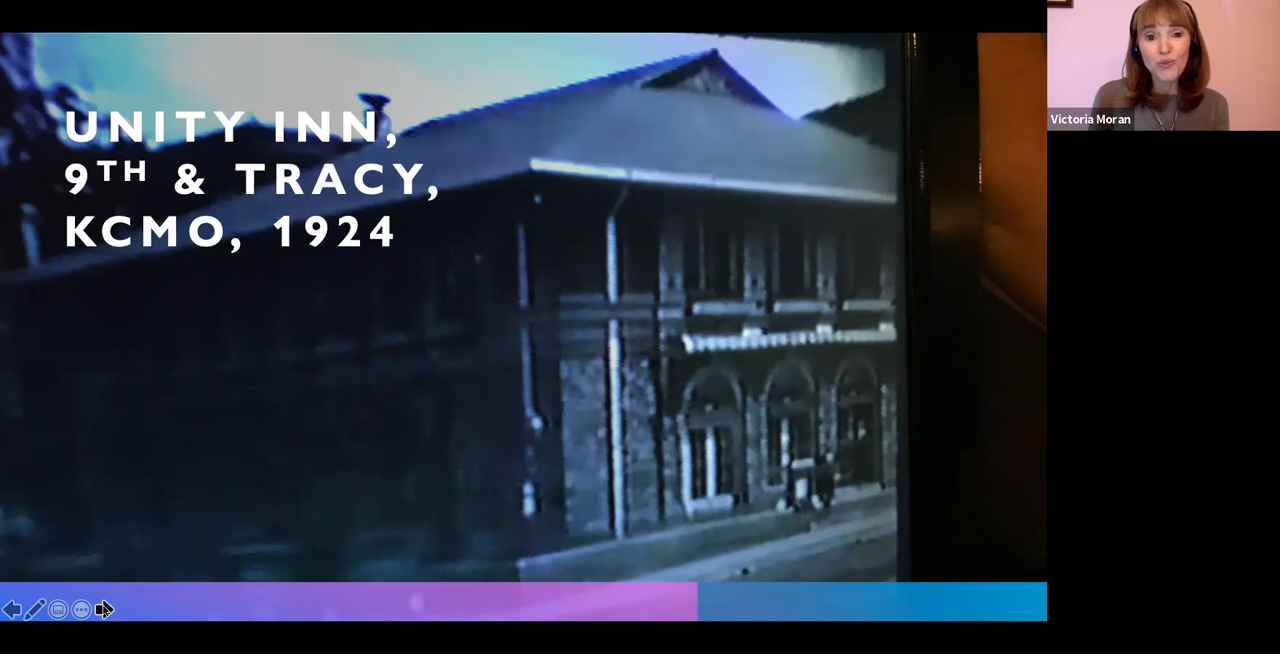 UNITY INN,
9TH & TRACY,
KCMO, 1924
Victoria Moran